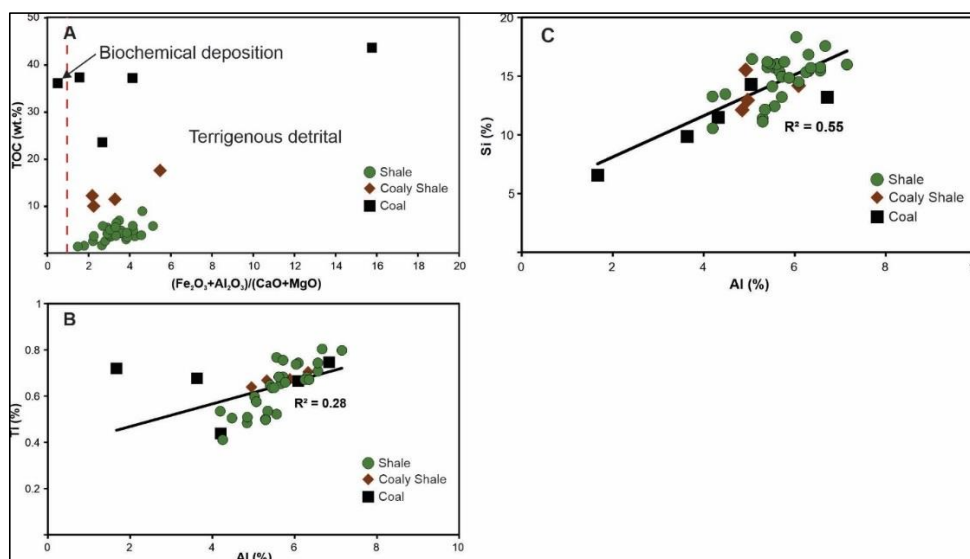 A
Biochemical deposition
Terrigenous detrital
TOC (wt.%)
50
40
30
20
10
Shale
Coaly Shale
Coal
0 2 4 6 8 10 12 14 16 18 20
(Fe₂O₃+Al₂O₃)/(CaO+MgO)
B
Ti (%)
1
0.8
0.6
0.4
0.2
R² = 0.28
Shale
Coaly Shale
Coal
0 2 4 6 8 10
Al (%)
C
Si (%)
20
15
10
5
R² = 0.55
Shale
Coaly Shale
Coal
0 2 4 6 8
Al (%)